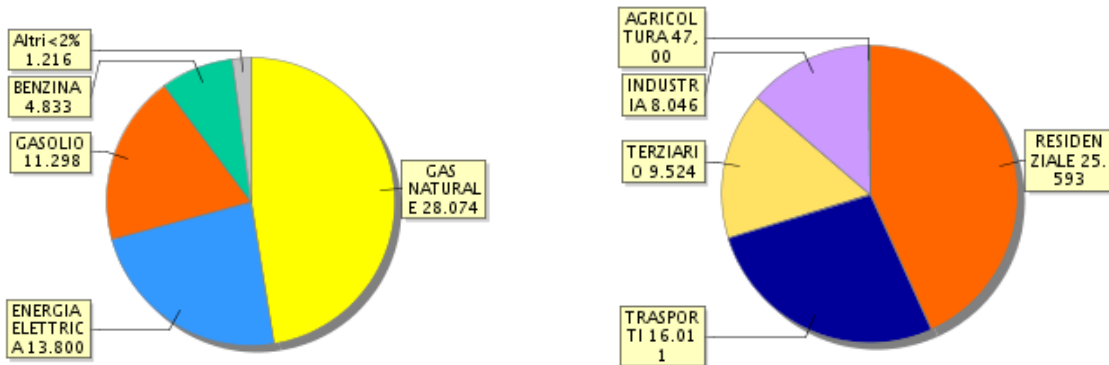 Altri<2%
1.216
BENZINA
4.833
GASOLIO
11.298
GAS
NATURAL
E 28.074
ENERGIA
ELETTRIC
A 13.800
AGRICOL
TURA 47,
00
INDUSTR
IA 8.046
TERZIARI
O 9.524
RESIDEN
ZIALE 25.
593
TRASPOR
TI 16.01
1